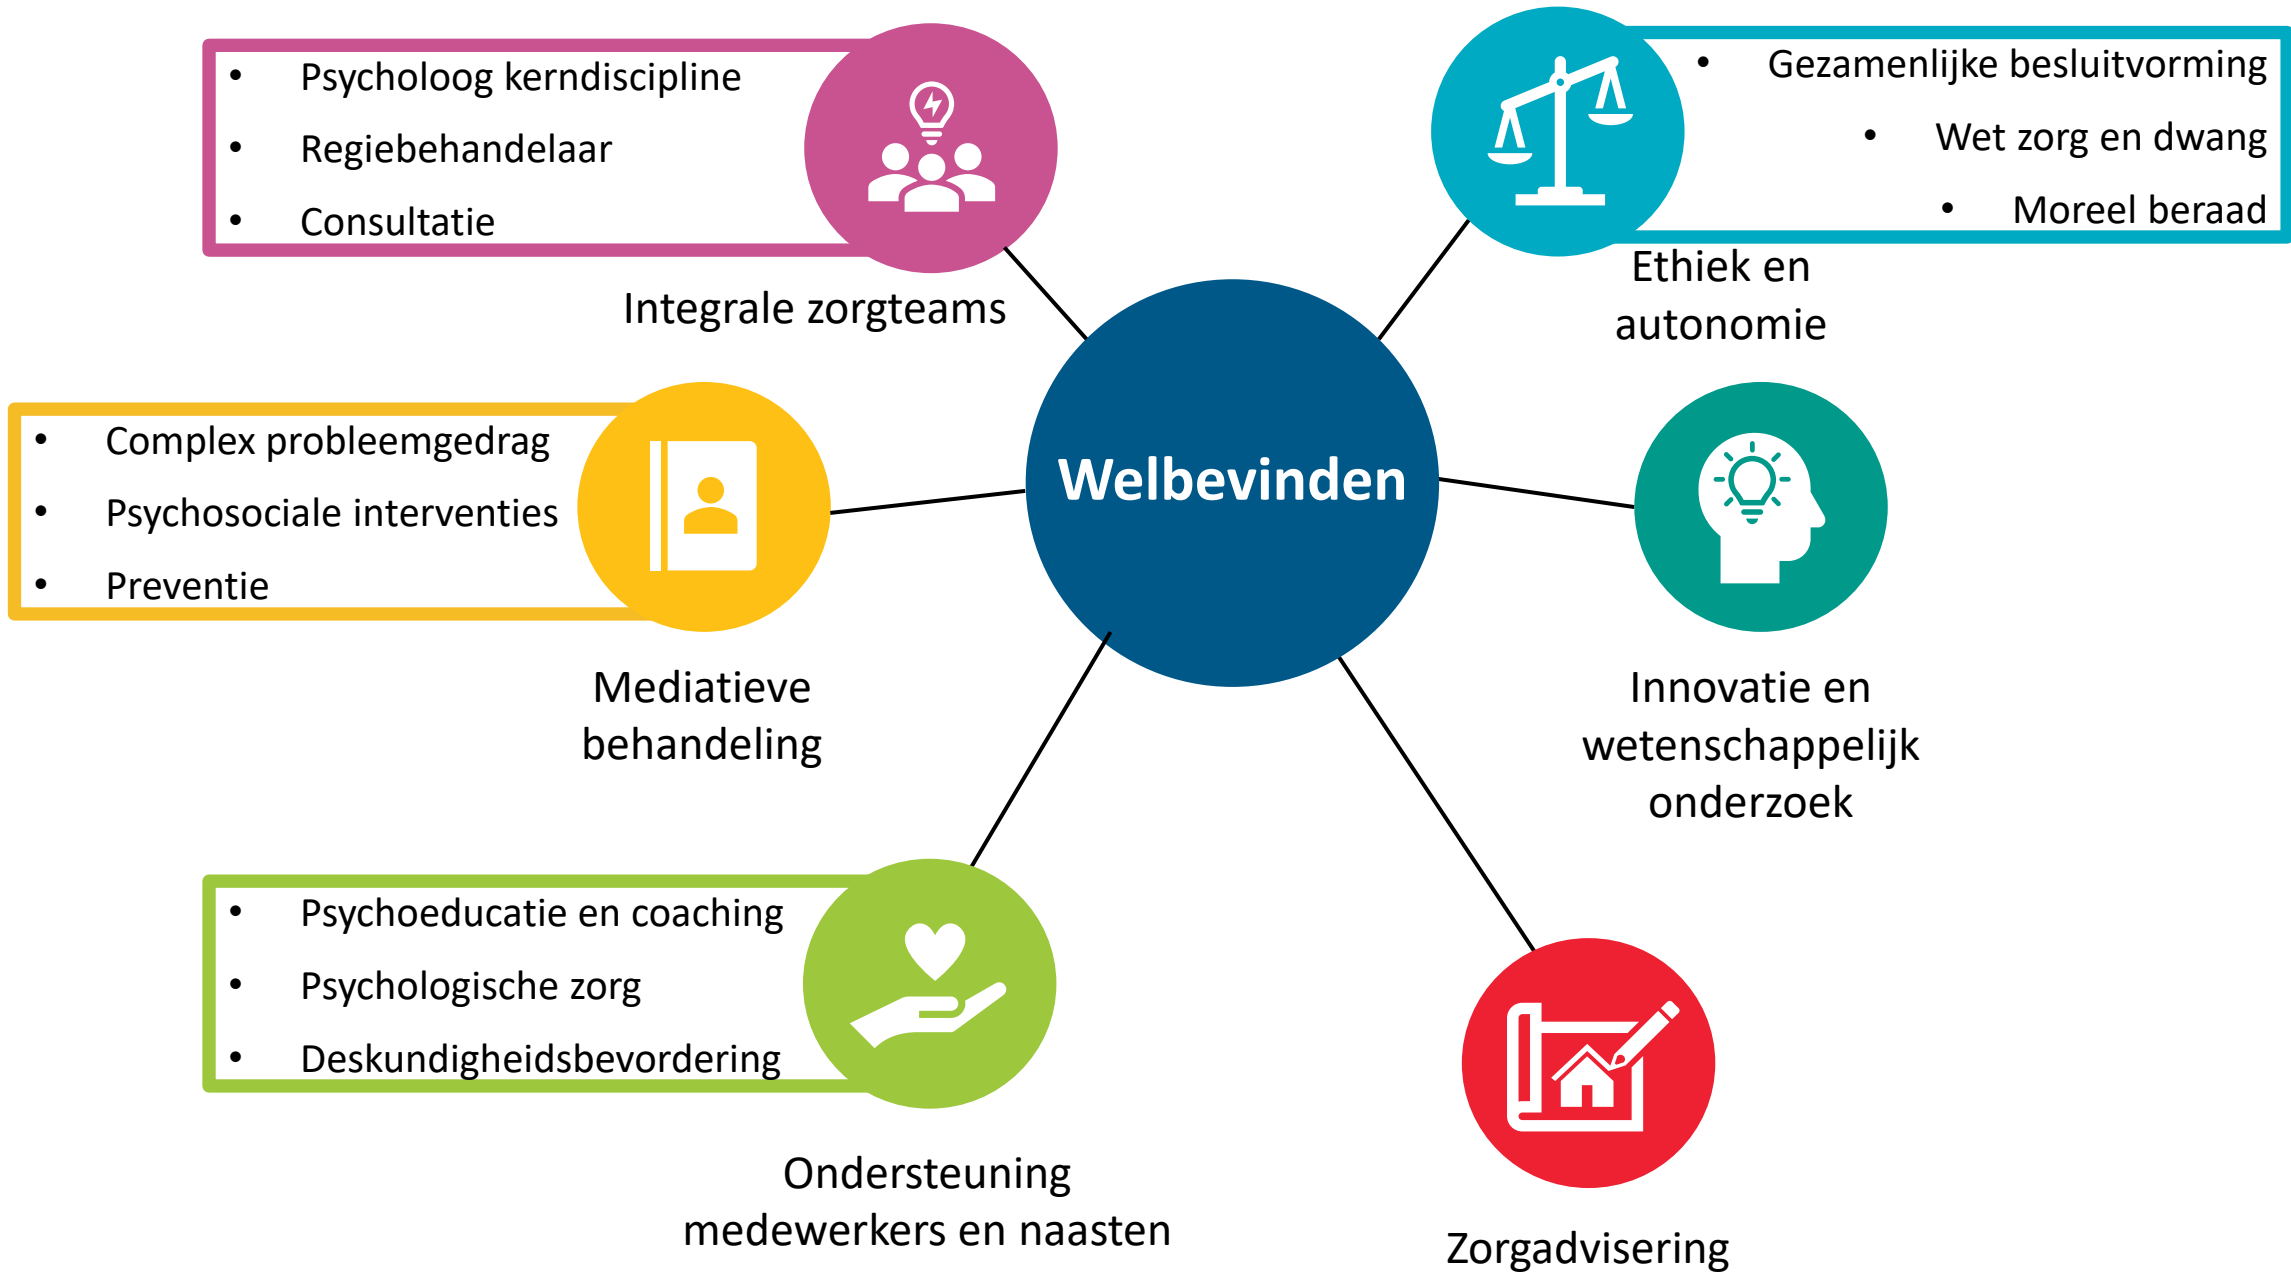 • Psycholoog kerndiscipline
• Regiebehandelaar
• Consultatie
Integrale zorgteams
• Gezamenlijke besluitvorming
• Wet zorg en dwang
• Moreel beraad
Ethiek en
autonomie
• Complex probleemgedrag
• Psychosociale interventies
• Preventie
Mediatieve
behandeling
Welbevinden
Innovatie en
wetenschappelijk
onderzoek
• Psychoeducatie en coaching
• Psychologische zorg
• Deskundigheidsbevordering
Ondersteuning
medewerkers en naasten
Zorgadvisering